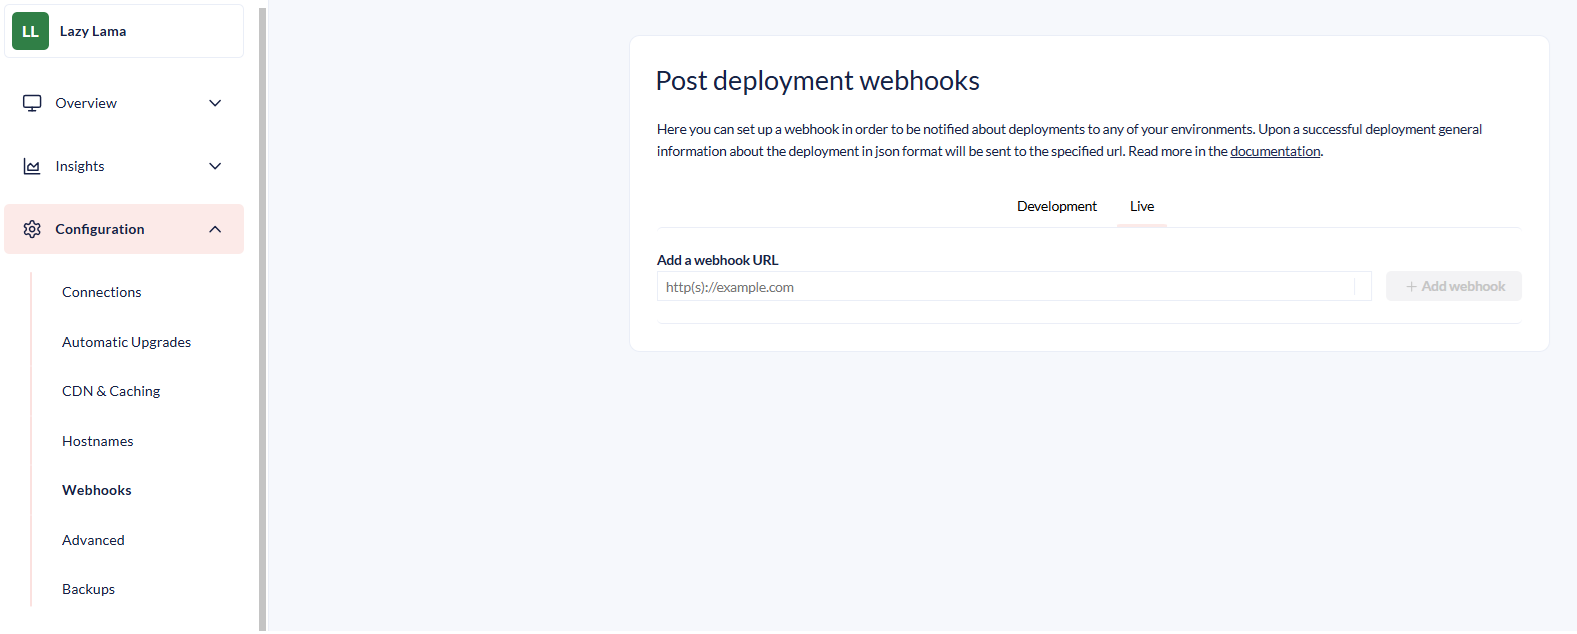 LL
Lazy Lama
Overview
Insights
Configuration
Connections
Automatic Upgrades
CDN & Caching
Hostnames
Webhooks
Advanced
Backups
Post deployment webhooks
Here you can set up a webhook in order to be notified about deployments to any of your environments. Upon a successful deployment general
information about the deployment in json format will be sent to the specified url. Read more in the documentation.
Development
Live
Add a webhook URL
http(s)://example.com
+ Add webhook